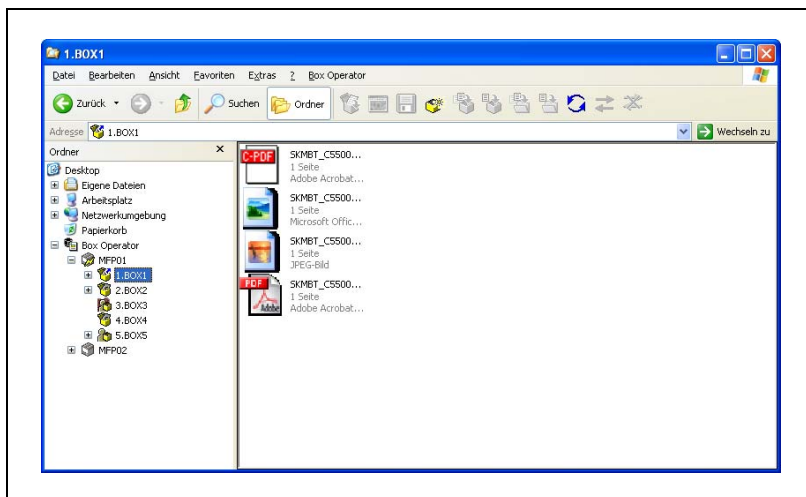 1.BOX1
Datei Bearbeiten Ansicht Favoriten Extras ? Box Operator
Zurück Suchen Ordner
Adresse 1.BOX1 Wechseln zu
Ordner x
Desktop
Eigene Dateien
Arbeitsplatz
Netzwerkumgebung
Papierkorb
Box Operator
MFP01
1.BOX1
2.BOX2
3.BOX3
4.BOX4
5.BOX5
MFP02
C-PDF
SKMBT_C5500...
1 Seite
Adobe Acrobat...
SKMBT_C5500...
1 Seite
Microsoft Offic...
SKMBT_C5500...
1 Seite
JPEG-Bild
PDF
Adobe
SKMBT_C5500...
1 Seite
Adobe Acrobat...